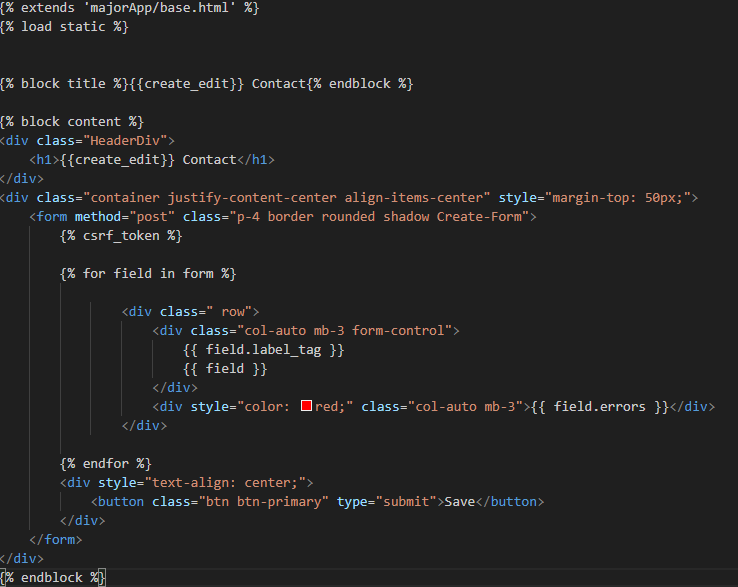 {% extends 'majorApp/base.html' %}
{% load static %}
{% block title %}{{create_edit}} Contact{% endblock %}
{% block content %}
<div class="HeaderDiv">
<h1>{{create_edit}} Contact</h1>
</div>
<div class="container justify-content-center align-items-center" style="margin-top: 50px;">
<form method="post" class="p-4 border rounded shadow Create-Form">
{% csrf_token %}
{% for field in form %}
<div class=" row">
<div class="col-auto mb-3 form-control">
{{ field.label_tag }}
{{ field }}
</div>
<div style="color: red;" class="col-auto mb-3">{{ field.errors }}</div>
</div>
{% endfor %}
<div style="text-align: center;">
<button class="btn btn-primary" type="submit">Save</button>
</div>
</form>
</div>
{% endblock %}